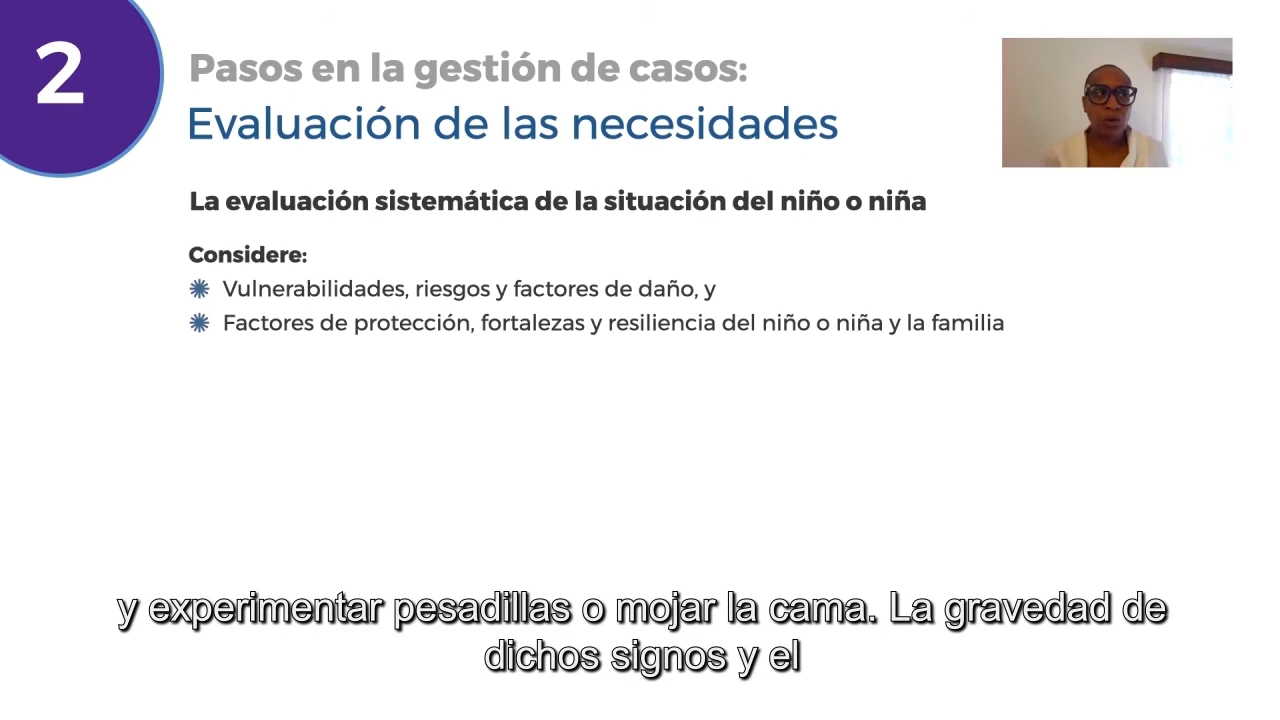 2
Pasos en la gestión de casos:
Evaluación de las necesidades
La evaluación sistemática de la situación del niño o niña
Considere:
Vulnerabilidades, riesgos y factores de daño, y
Factores de protección, fortalezas y resiliencia del niño o niña y la familia
y experimentar pesadillas o mojar la cama. La gravedad de
dichos signos y el